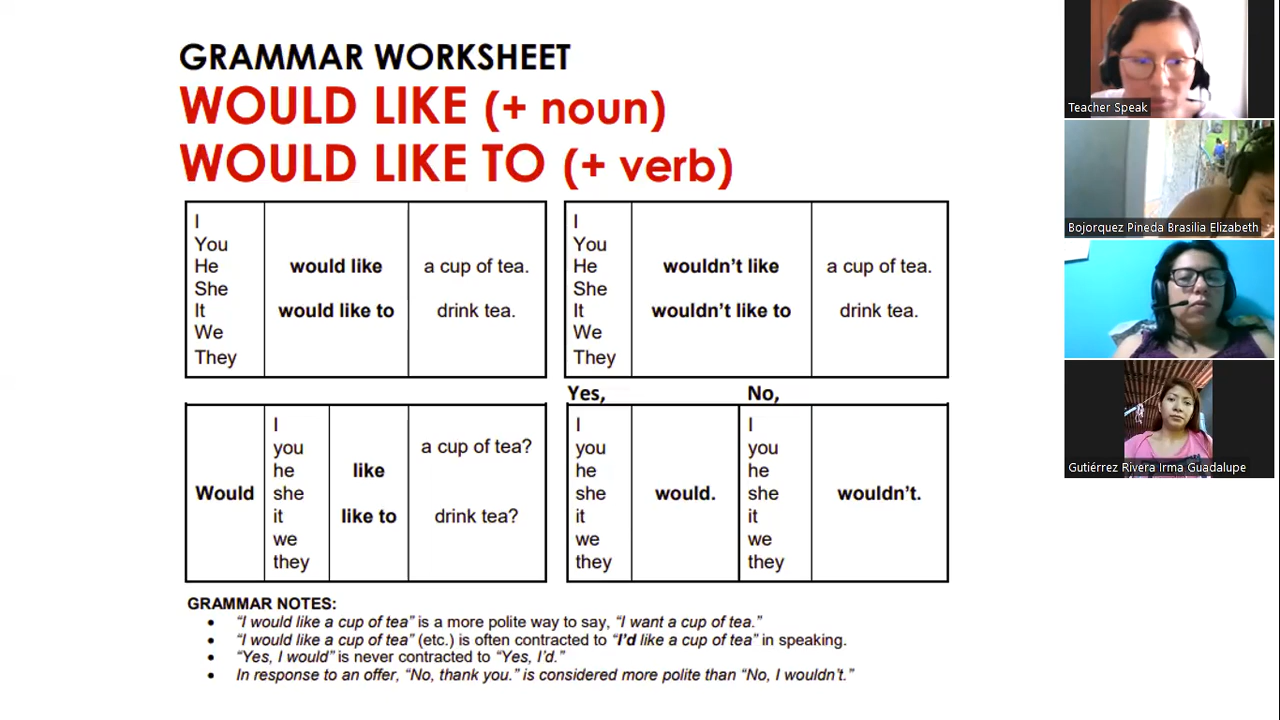 GRAMMAR WORKSHEET
WOULD LIKE (+ noun)
WOULD LIKE TO (+ verb)
I
You
He
She
It
We
They
would like
would like to
a cup of tea.
drink tea.
I
You
He
She
It
We
They
wouldn't like
wouldn't like to
a cup of tea.
drink tea.
Would
I
you
he
she
it
we
they
like
like to
a cup of tea?
drink tea?
Yes,
No,
I
you
he
she
it
we
they
would.
I
you
he
she
it
we
they
wouldn't.
GRAMMAR NOTES:
• "I would like a cup of tea" is a more polite way to say, "I want a cup of tea."
• "I would like a cup of tea" (etc.) is often contracted to "I'd like a cup of tea" in speaking.
• "Yes, I would" is never contracted to "Yes, I'd."
• In response to an offer, "No, thank you." is considered more polite than "No, I wouldn't."
Teacher Speak
Bojorquez Pineda Brasilia Elizabeth
Gutiérrez Rivera Irma Guadalupe